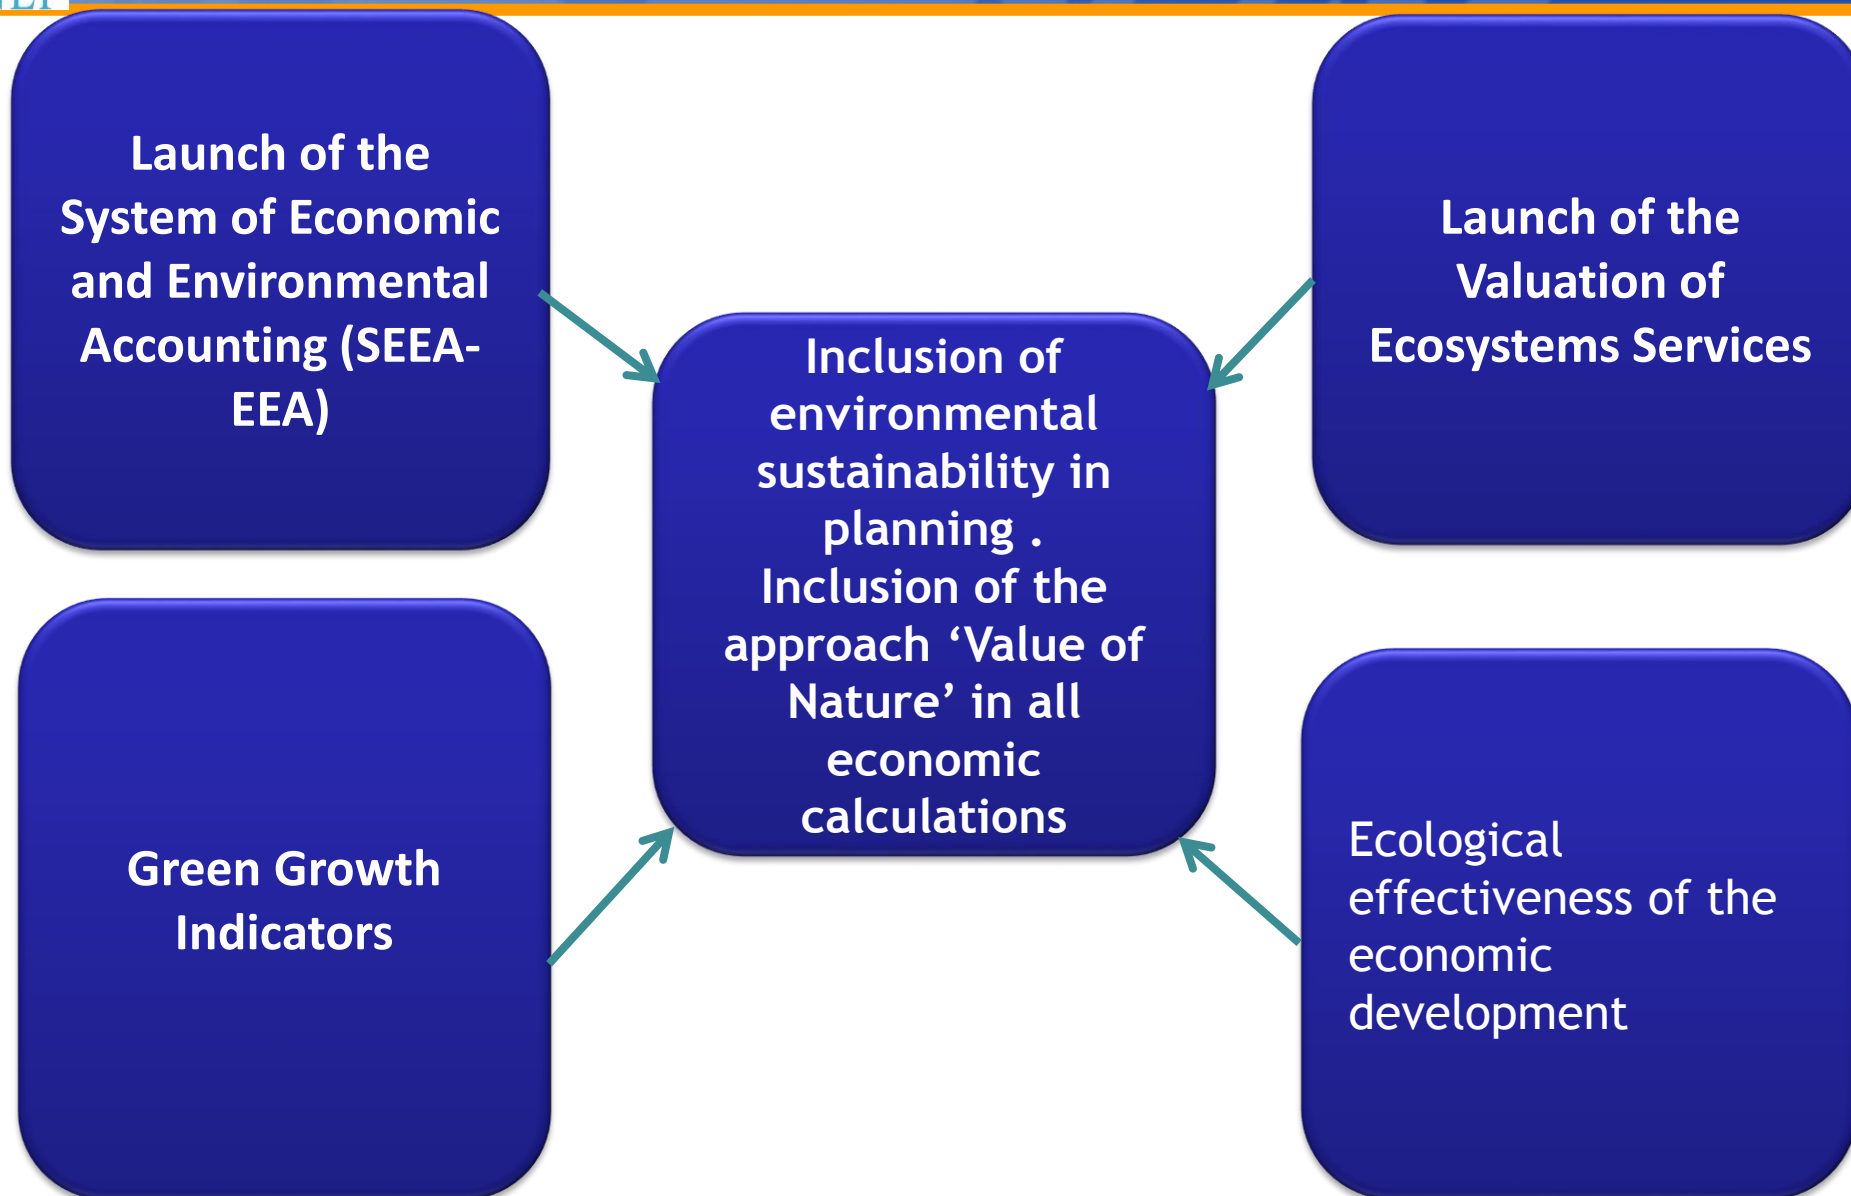 Launch of the
System of Economic
and Environmental
Accounting (SEEA-
EEA)
Launch of the
Valuation of
Ecosystems Services
Inclusion of
environmental
sustainability in
planning .
Inclusion of the
approach ‘Value of
Nature’ in all
economic
calculations
Green Growth
Indicators
Ecological
effectiveness of the
economic
development